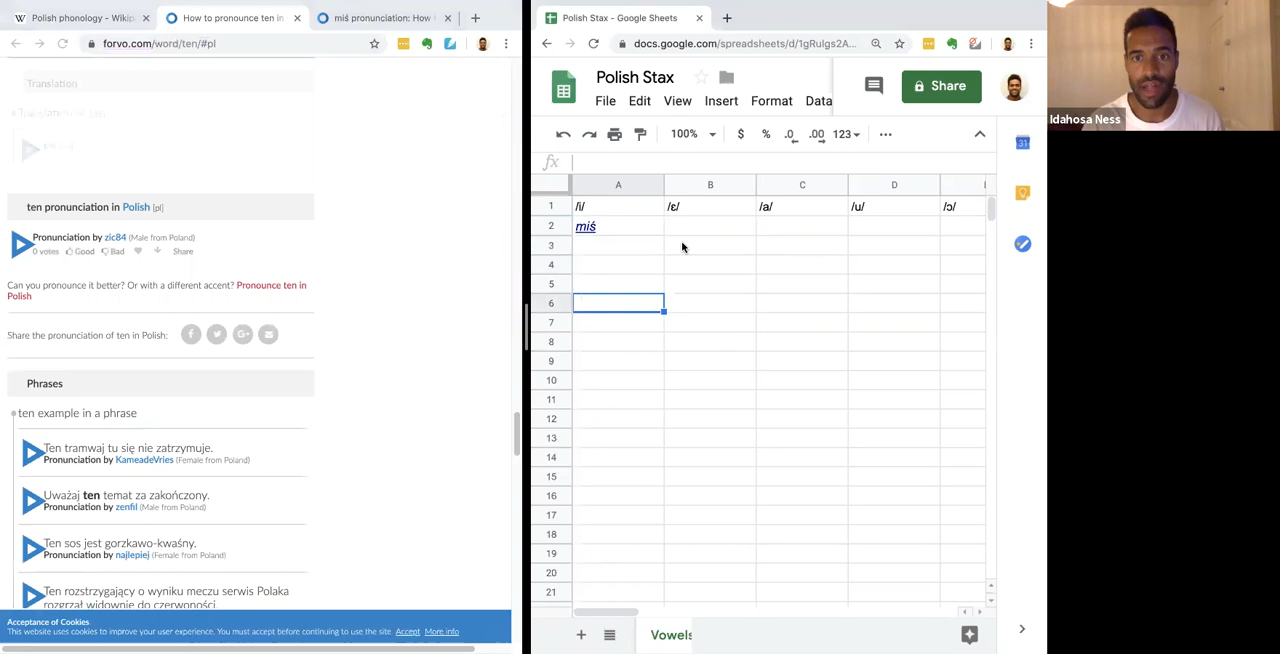 Polish phonology - Wikip
How to pronounce ten in
miś pronunciation: How
forvo.com/word/ten/#pl
Translation
ten pronunciation in Polish [pl]
Pronunciation by zic84 (Male from Poland)
0 votes Good Bad Share
Can you pronounce it better? Or with a different accent? Pronounce ten in
Polish
Share the pronunciation of ten in Polish:
Phrases
ten example in a phrase
Ten tramwaj tu się nie zatrzymuje.
Pronunciation by KameadeVries (Female from Poland)
Uważaj ten temat za zakończony.
Pronunciation by zenfil (Male from Poland)
Ten sos jest gorzkawo-kwaśny.
Pronunciation by najlepiej (Female from Poland)
Ten rozstrzygający o wyniku meczu serwis Polaka
rozgrzał widownię do czerwoności.
Acceptance of Cookies
This website uses cookies to improve your user experience. You must accept before continuing to use the site Accept More info
Polish Stax - Google Sheets
docs.google.com/spreadsheets/d/1gRulgs2A...
Polish Stax
Share
File Edit View Insert Format Data
100% $ % .0 .00 123
fx
A B C D
1 /i/ /ɛ/ /a/ /u/ /ɔ/
2 miś
3
4
5
6
7
8
9
10
11
12
13
14
15
16
17
18
19
20
21
Vowels
31
Idahosa Ness